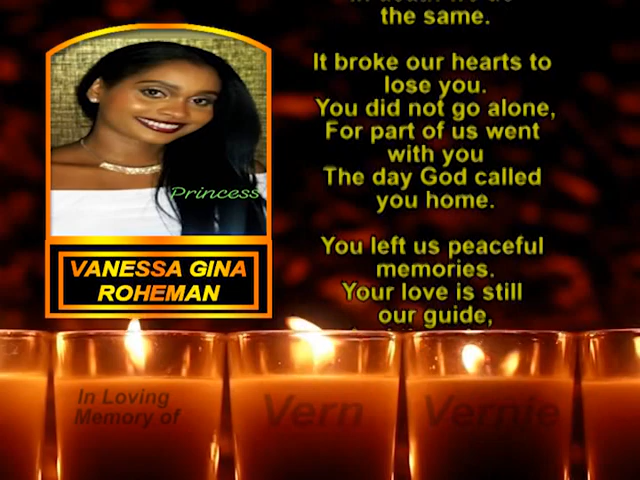 the same.
It broke our hearts to
lose you.
You did not go alone,
For part of us went
with you
The day God called
you home.
You left us peaceful
memories.
Your love is still
our guide,
Princess
VANESSA GINA
ROHEMAN
In Loving
Memory of
Vern
Vernie